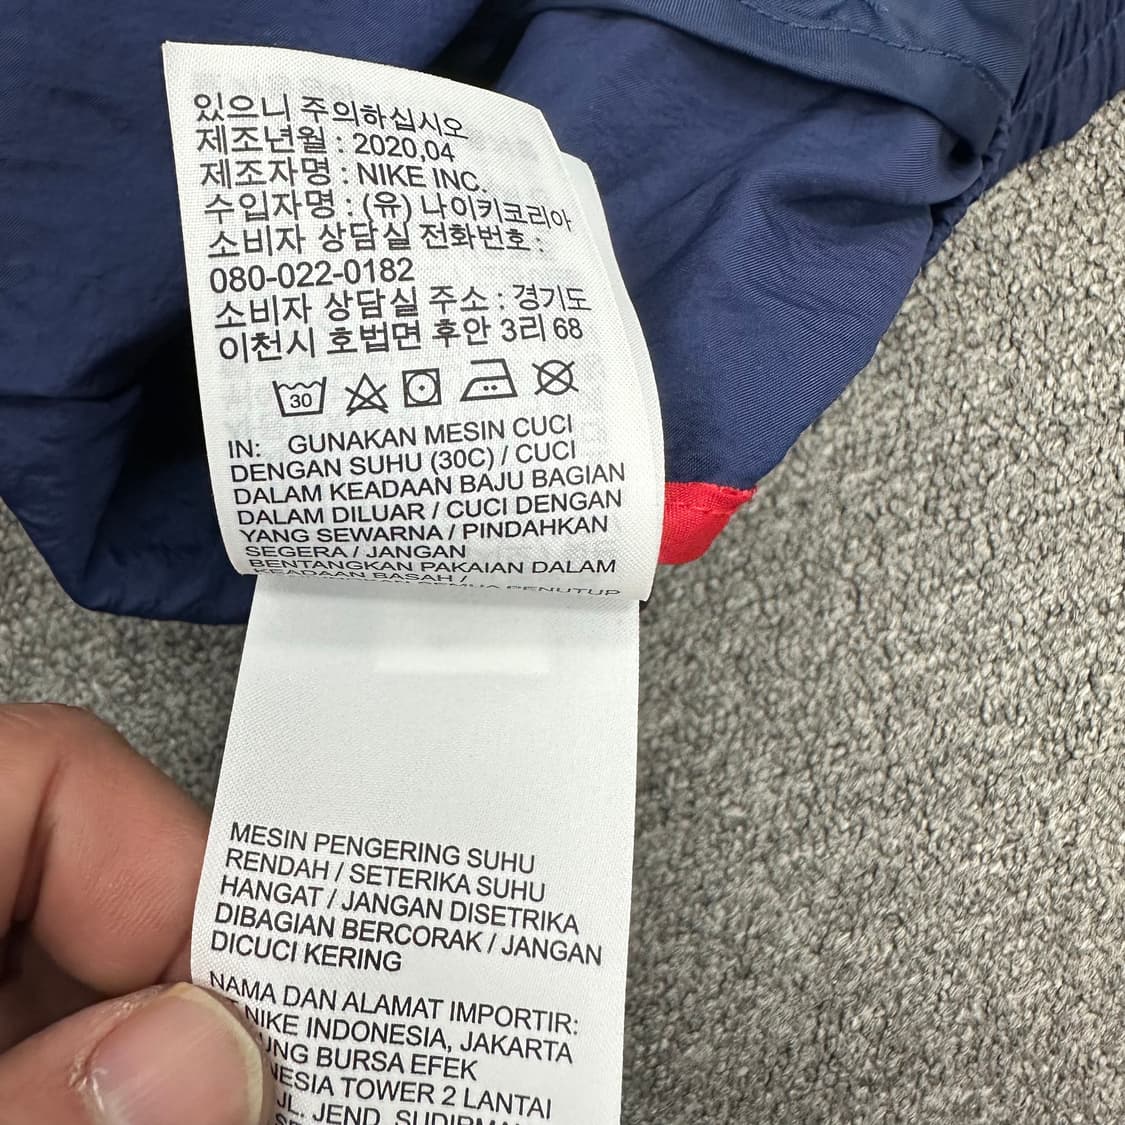 있으니 주의하십시오
제조년월 : 2020,04
제조자명 : NIKE INC.
수입자명 : (유) 나이키코리아
소비자 상담실 전화번호 :
080-022-0182
소비자 상담실 주소 : 경기도
이천시 호법면 후안 3리 68
30
IN: GUNAKAN MESIN CUCI
DENGAN SUHU (30C) / CUCI
DALAM KEADAAN BAJU BAGIAN
DALAM DILUAR / CUCI DENGAN
YANG SEWARNA / PINDAHKAN
SEGERA / JANGAN
BENTANGKAN PAKAIAN DALAM
KEADAAN BASAH /
SEMUA PENUTUP
MESIN PENGERING SUHU
RENDAH / SETERIKA SUHU
HANGAT / JANGAN DISETRIKA
DIBAGIAN BERCORAK / JANGAN
DICUCI KERING
NAMA DAN ALAMAT IMPORTIR:
NIKE INDONESIA, JAKARTA
BURSA EFEK
TOWER 2 LANTAI
JL. JEND.